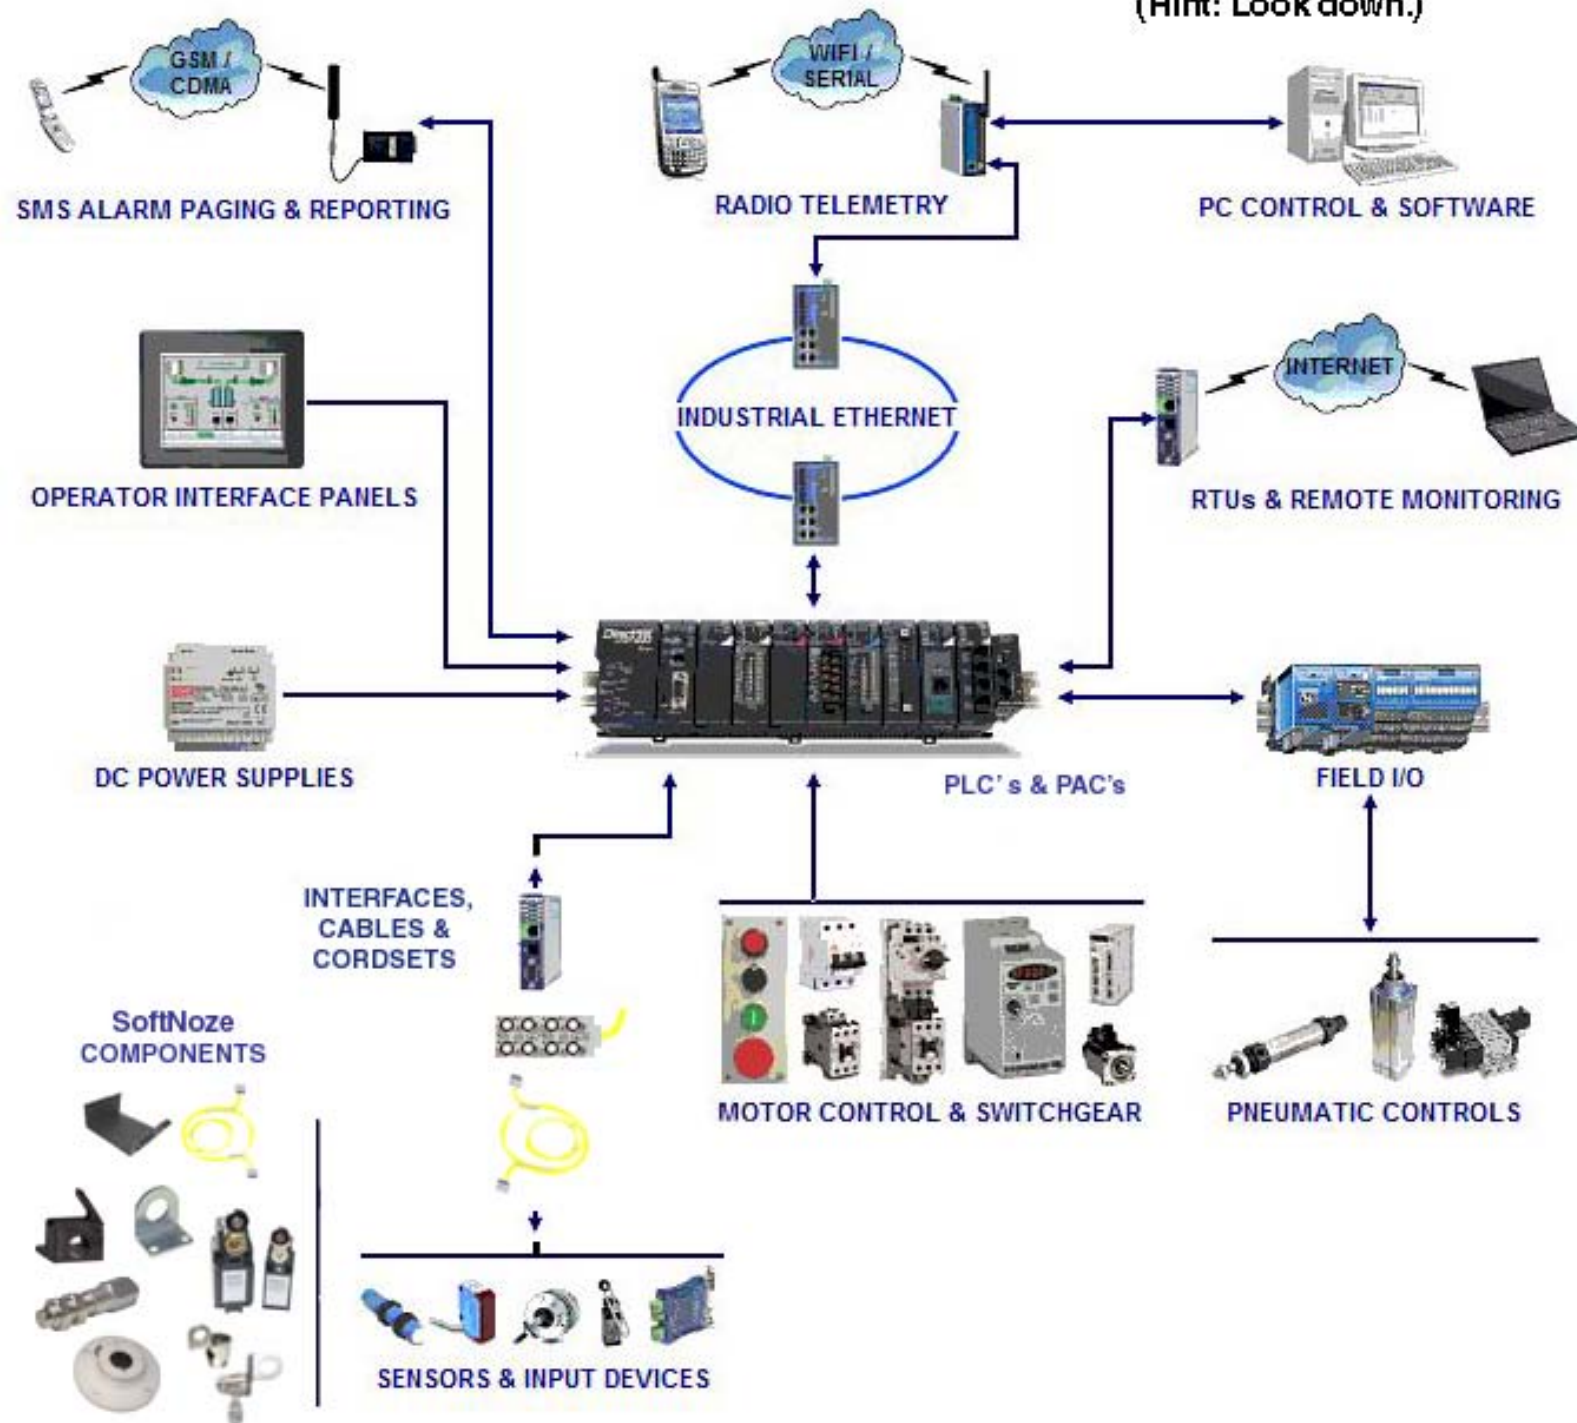 (Hint: Look down.)
GSM /
CDMA
WIFI /
SERIAL
SMS ALARM PAGING & REPORTING
RADIO TELEMETRY
PC CONTROL & SOFTWARE
INTERNET
INDUSTRIAL ETHERNET
OPERATOR INTERFACE PANELS
RTUs & REMOTE MONITORING
DC POWER SUPPLIES
PLC' s & PAC's
FIELD I/O
INTERFACES,
CABLES &
CORDSETS
SoftNoze
COMPONENTS
MOTOR CONTROL & SWITCHGEAR
PNEUMATIC CONTROLS
SENSORS & INPUT DEVICES